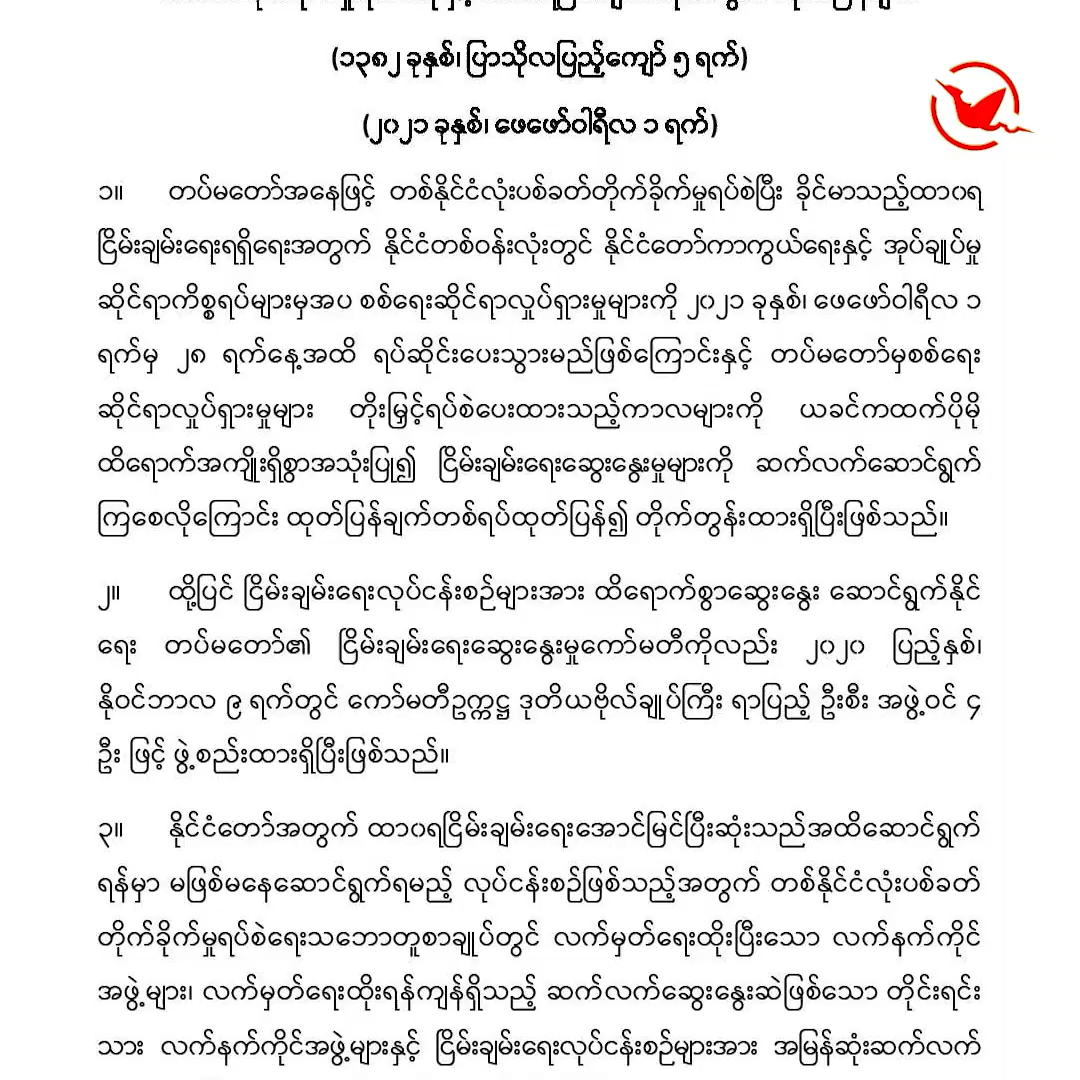 (၁၃၈၂ ခုနှစ်၊ ပြာသိုလပြည့်ကျော် ၅ ရက်)
(၂၀၂၁ ခုနှစ်၊ ဖေဖော်ဝါရီလ ၁ ရက်)
၁။ တပ်မတော်အနေဖြင့် တစ်နိုင်ငံလုံးပစ်ခတ်တိုက်ခိုက်မှုရပ်စဲပြီး ခိုင်မာသည့်ထာဝရ
ငြိမ်းချမ်းရေးရရှိရေးအတွက် နိုင်ငံတစ်ဝန်းလုံးတွင် နိုင်ငံတော်ကာကွယ်ရေးနှင့် အုပ်ချုပ်မှု
ဆိုင်ရာကိစ္စရပ်များမှအပ စစ်ရေးဆိုင်ရာလှုပ်ရှားမှုများကို ၂၀၂၁ ခုနှစ်၊ ဖေဖော်ဝါရီလ ၁
ရက်မှ ၂၈ ရက်နေ့အထိ ရပ်ဆိုင်းပေးသွားမည်ဖြစ်ကြောင်းနှင့် တပ်မတော်မှစစ်ရေး
ဆိုင်ရာလှုပ်ရှားမှုများ တိုးမြှင့်ရပ်စဲပေးထားသည့်ကာလများကို ယခင်ကထက်ပိုမို
ထိရောက်အကျိုးရှိစွာအသုံးပြု၍ ငြိမ်းချမ်းရေးဆွေးနွေးမှုများကို ဆက်လက်ဆောင်ရွက်
ကြစေလိုကြောင်း ထုတ်ပြန်ချက်တစ်ရပ်ထုတ်ပြန်၍ တိုက်တွန်းထားရှိပြီးဖြစ်သည်။
၂။ ထို့ပြင် ငြိမ်းချမ်းရေးလုပ်ငန်းစဉ်များအား ထိရောက်စွာဆွေးနွေး ဆောင်ရွက်နိုင်
ရေး တပ်မတော်၏ ငြိမ်းချမ်းရေးဆွေးနွေးမှုကော်မတီကိုလည်း ၂၀၂၀ ပြည့်နှစ်၊
နိုဝင်ဘာလ ၉ ရက်တွင် ကော်မတီဥက္ကဋ္ဌ ဒုတိယဗိုလ်ချုပ်ကြီး ရာပြည့် ဦးစီး အဖွဲ့ဝင် ၄
ဦး ဖြင့် ဖွဲ့စည်းထားရှိပြီးဖြစ်သည်။
၃။ နိုင်ငံတော်အတွက် ထာဝရငြိမ်းချမ်းရေးအောင်မြင်ပြီးဆုံးသည်အထိဆောင်ရွက်
ရန်မှာ မဖြစ်မနေဆောင်ရွက်ရမည့် လုပ်ငန်းစဉ်ဖြစ်သည့်အတွက် တစ်နိုင်ငံလုံးပစ်ခတ်
တိုက်ခိုက်မှုရပ်စဲရေးသဘောတူစာချုပ်တွင် လက်မှတ်ရေးထိုးပြီးသော လက်နက်ကိုင်
အဖွဲ့များ၊ လက်မှတ်ရေးထိုးရန်ကျန်ရှိသည့် ဆက်လက်ဆွေးနွေးဆဲဖြစ်သော တိုင်းရင်း
သား လက်နက်ကိုင်အဖွဲ့များနှင့် ငြိမ်းချမ်းရေးလုပ်ငန်းစဉ်များအား အမြန်ဆုံးဆက်လက်